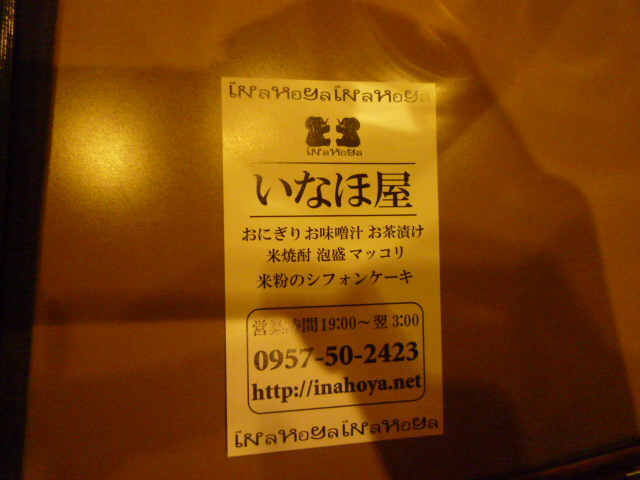 iNaHoyaiNaHoya
iNaHoya
いなほ屋
おにぎり お味噌汁 お茶漬け
米焼酎 泡盛 マッコリ
米粉のシフォンケーキ
営業時間 19:00～翌 3:00
0957-50-2423
http://inahoya.net
iNaHoyaiNaHoya